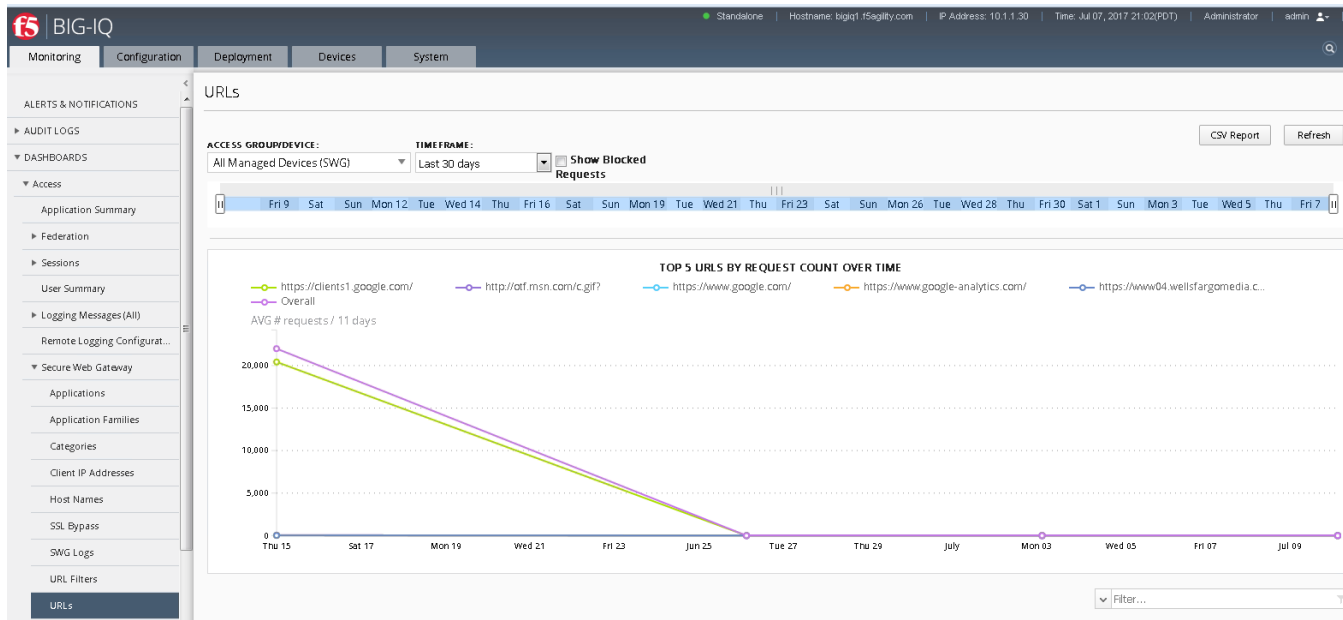 f5 BIG-IQ
Standalone | Hostname: bigiq1.f5agility.com | IP Address: 10.1.1.30 | Time: Jul 07, 2017 21:02(PDT) | Administrator | admin
Monitoring Configuration Deployment Devices System
ALERTS & NOTIFICATIONS
AUDIT LOGS
DASHBOARDS
Access
Application Summary
Federation
Sessions
User Summary
Logging Messages (All)
Remote Logging Configurat...
Secure Web Gateway
Applications
Application Families
Categories
Client IP Addresses
Host Names
SSL Bypass
SWG Logs
URL Filters
URLs
URLs
CSV Report Refresh
ACCESS GROUP/DEVICE: TIMEFRAME:
All Managed Devices (SWG) Last 30 days Show Blocked
Requests
Fri 9 Sat Sun Mon 12 Tue Wed 14 Thu Fri 16 Sat Sun Mon 19 Tue Wed 21 Thu Fri 23 Sat Sun Mon 26 Tue Wed 28 Thu Fri 30 Sat 1 Sun Mon 3 Tue Wed 5 Thu Fri 7
TOP 5 URLS BY REQUEST COUNT OVER TIME
https://clients1.google.com/ http://otf.msn.com/c.gif? https://www.google.com/ https://www.google-analytics.com/ https://www04.wellsfargomedia.c...
Overall
AVG # requests / 11 days
20,000
15,000
10,000
5,000
0
Thu 15 Sat 17 Mon 19 Wed 21 Fri 23 Jun 25 Tue 27 Thu 29 July Mon 03 Wed 05 Fri 07 Jul 09
Filter...